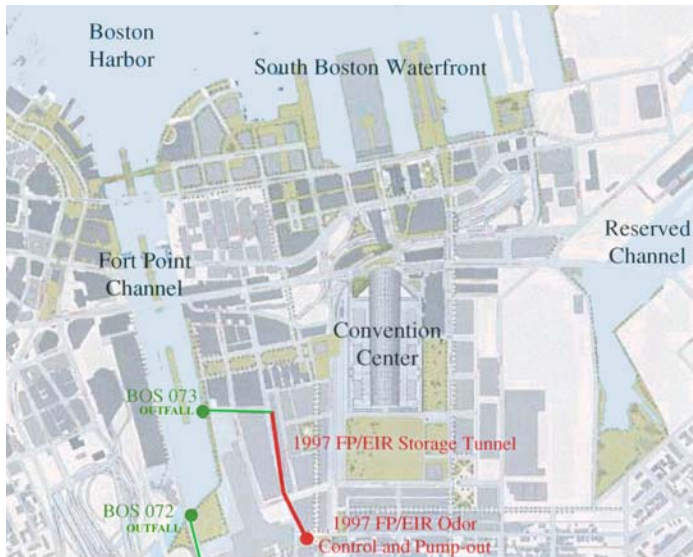 Boston
Harbor
South Boston Waterfront
Reserved
Channel
Fort Point
Channel
Convention
Center
BOS 073
OUTFALL
1997 FP/EIR Storage Tunnel
BOS 072
OUTFALL
1997 FP/EIR Odor
Control and Pump-out